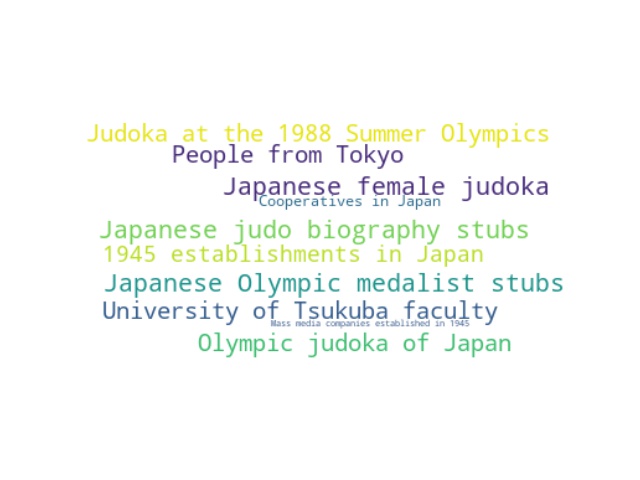 Judoka at the 1988 Summer Olympics
People from Tokyo
Japanese female judoka
Cooperatives in Japan
Japanese judo biography stubs
1945 establishments in Japan
Japanese Olympic medalist stubs
University of Tsukuba faculty
Mass media companies established in 1945
Olympic judoka of Japan